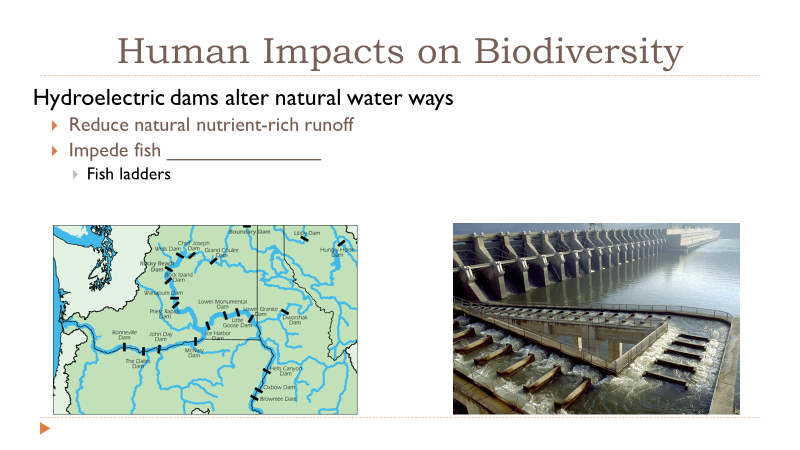 Human Impacts on Biodiversity
Hydroelectric dams alter natural water ways
Reduce natural nutrient-rich runoff
Impede fish _______________
Fish ladders
Boundary Dam
Libby Dam
Chief Joseph
Dam
Wells Dam
Grand Coulee
Dam
Hungry Horse
Dam
Rocky Reach
Dam
Rock Island
Dam
Wanapum Dam
Priest Rapids
Dam
Lower Monumental
Dam
Lower Granite
Dam
Little
Goose Dam
Dworshak
Dam
Ice Harbor
Dam
Bonneville
Dam
John Day
Dam
McNary
Dam
The Dalles
Dam
Hells Canyon
Dam
Oxbow Dam
Brownlee Dam